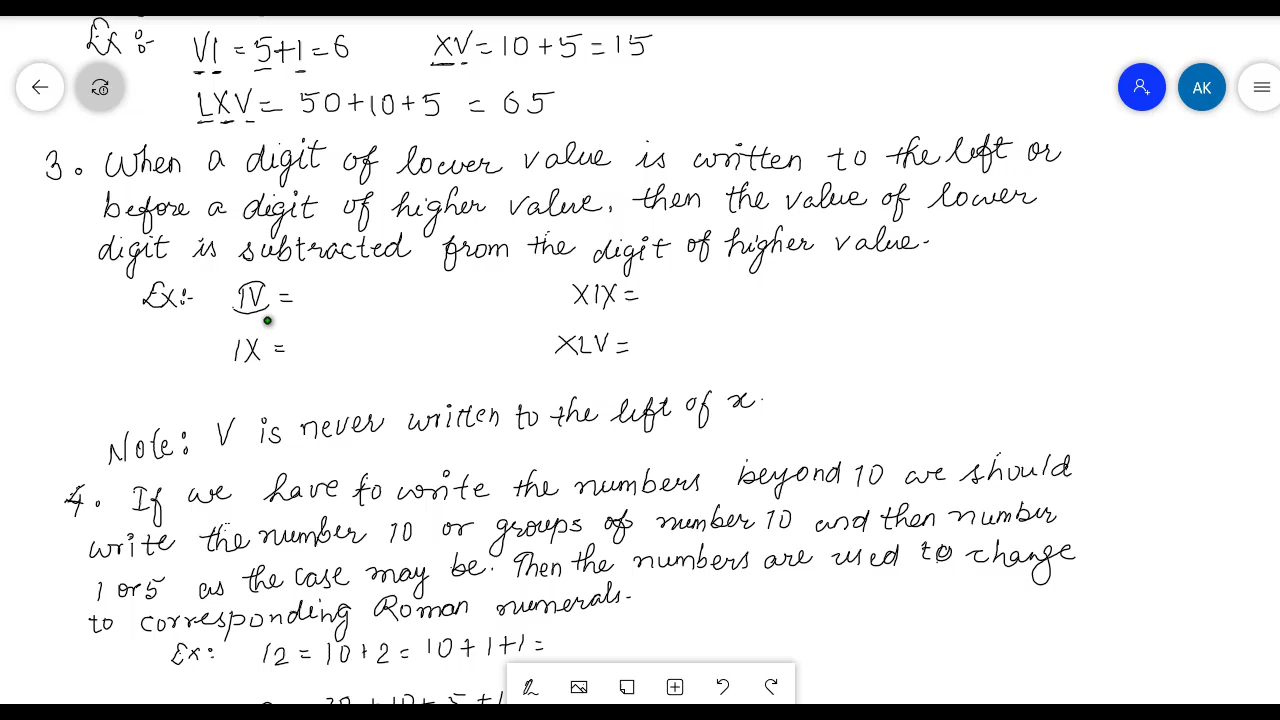 Ex :-
VI = 5+1=6 XV=10+5=15
LXV= 50+10+5 = 65
AK
3. When a digit of lower value is written to the left or
before a digit of higher value, then the value of lower
digit is subtracted from the digit of higher value.
Ex:- IV = XIX=
IX = XLV=
Note: V is never written to the left of x.
4. If we have to write the numbers beyond 10 we should
write the number 10 or groups of number 10 and then number
1 or 5 as the case may be. Then the numbers are used to change
to corresponding Roman numerals.
Ex: 12 = 10+2 = 10+1+1=